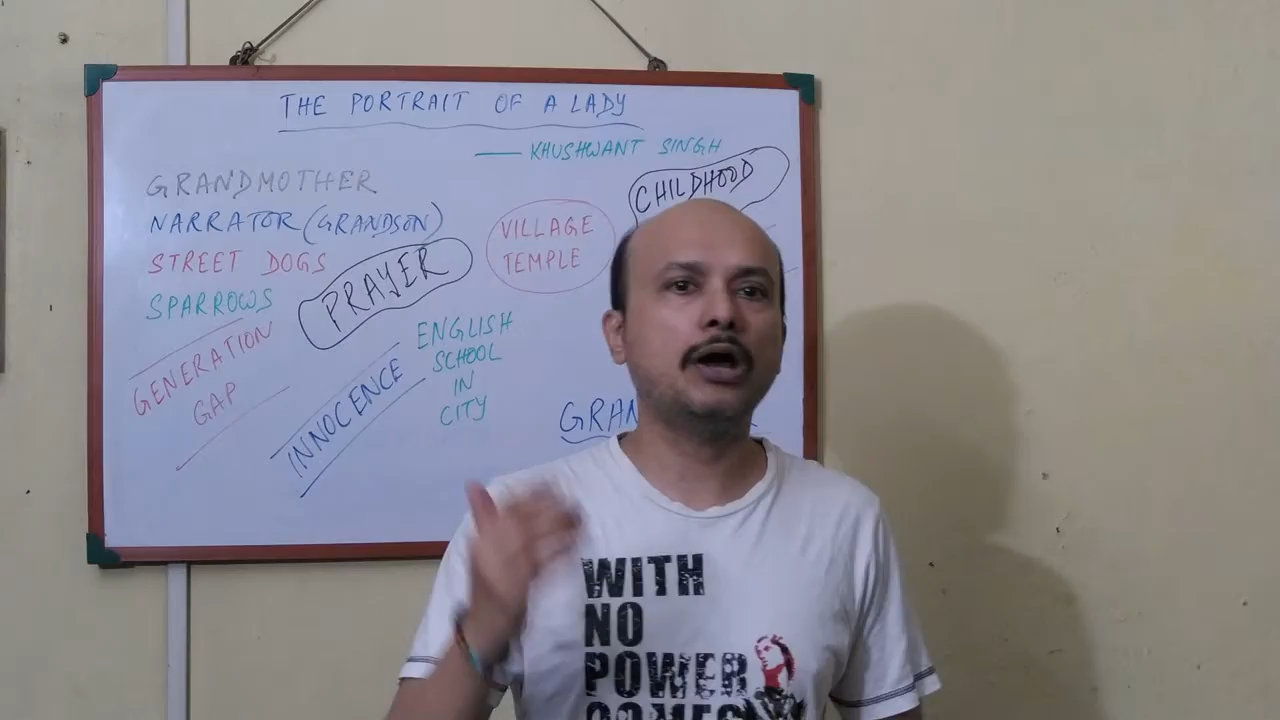 THE PORTRAIT OF A LADY
— KHUSHWANT SINGH
CHILDHOOD
GRANDMOTHER
NARRATOR (GRANDSON)
VILLAGE
TEMPLE
STREET DOGS
PRAYER
SPARROWS
GENERATION
GAP
INNOCENCE
ENGLISH
SCHOOL
IN
CITY
WITH
NO
POWER